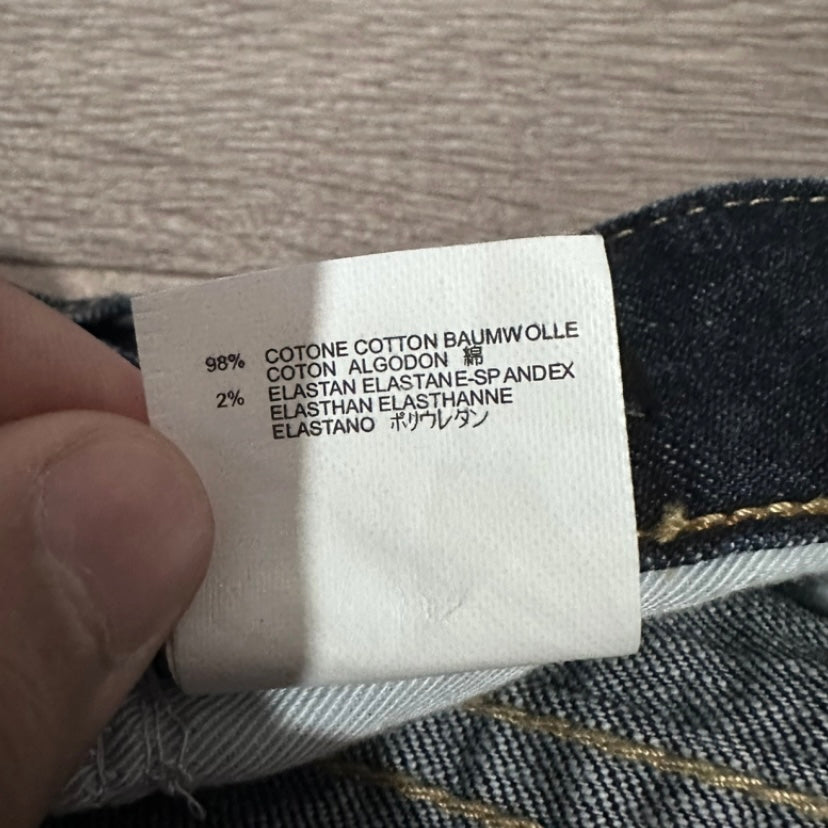 98% COTONE COTTON BAUMWOLLE
COTON ALGODON 綿
2% ELASTAN ELASTANE-SPANDEX
ELASTHAN ELASTHANNE
ELASTANO ポリウレタン